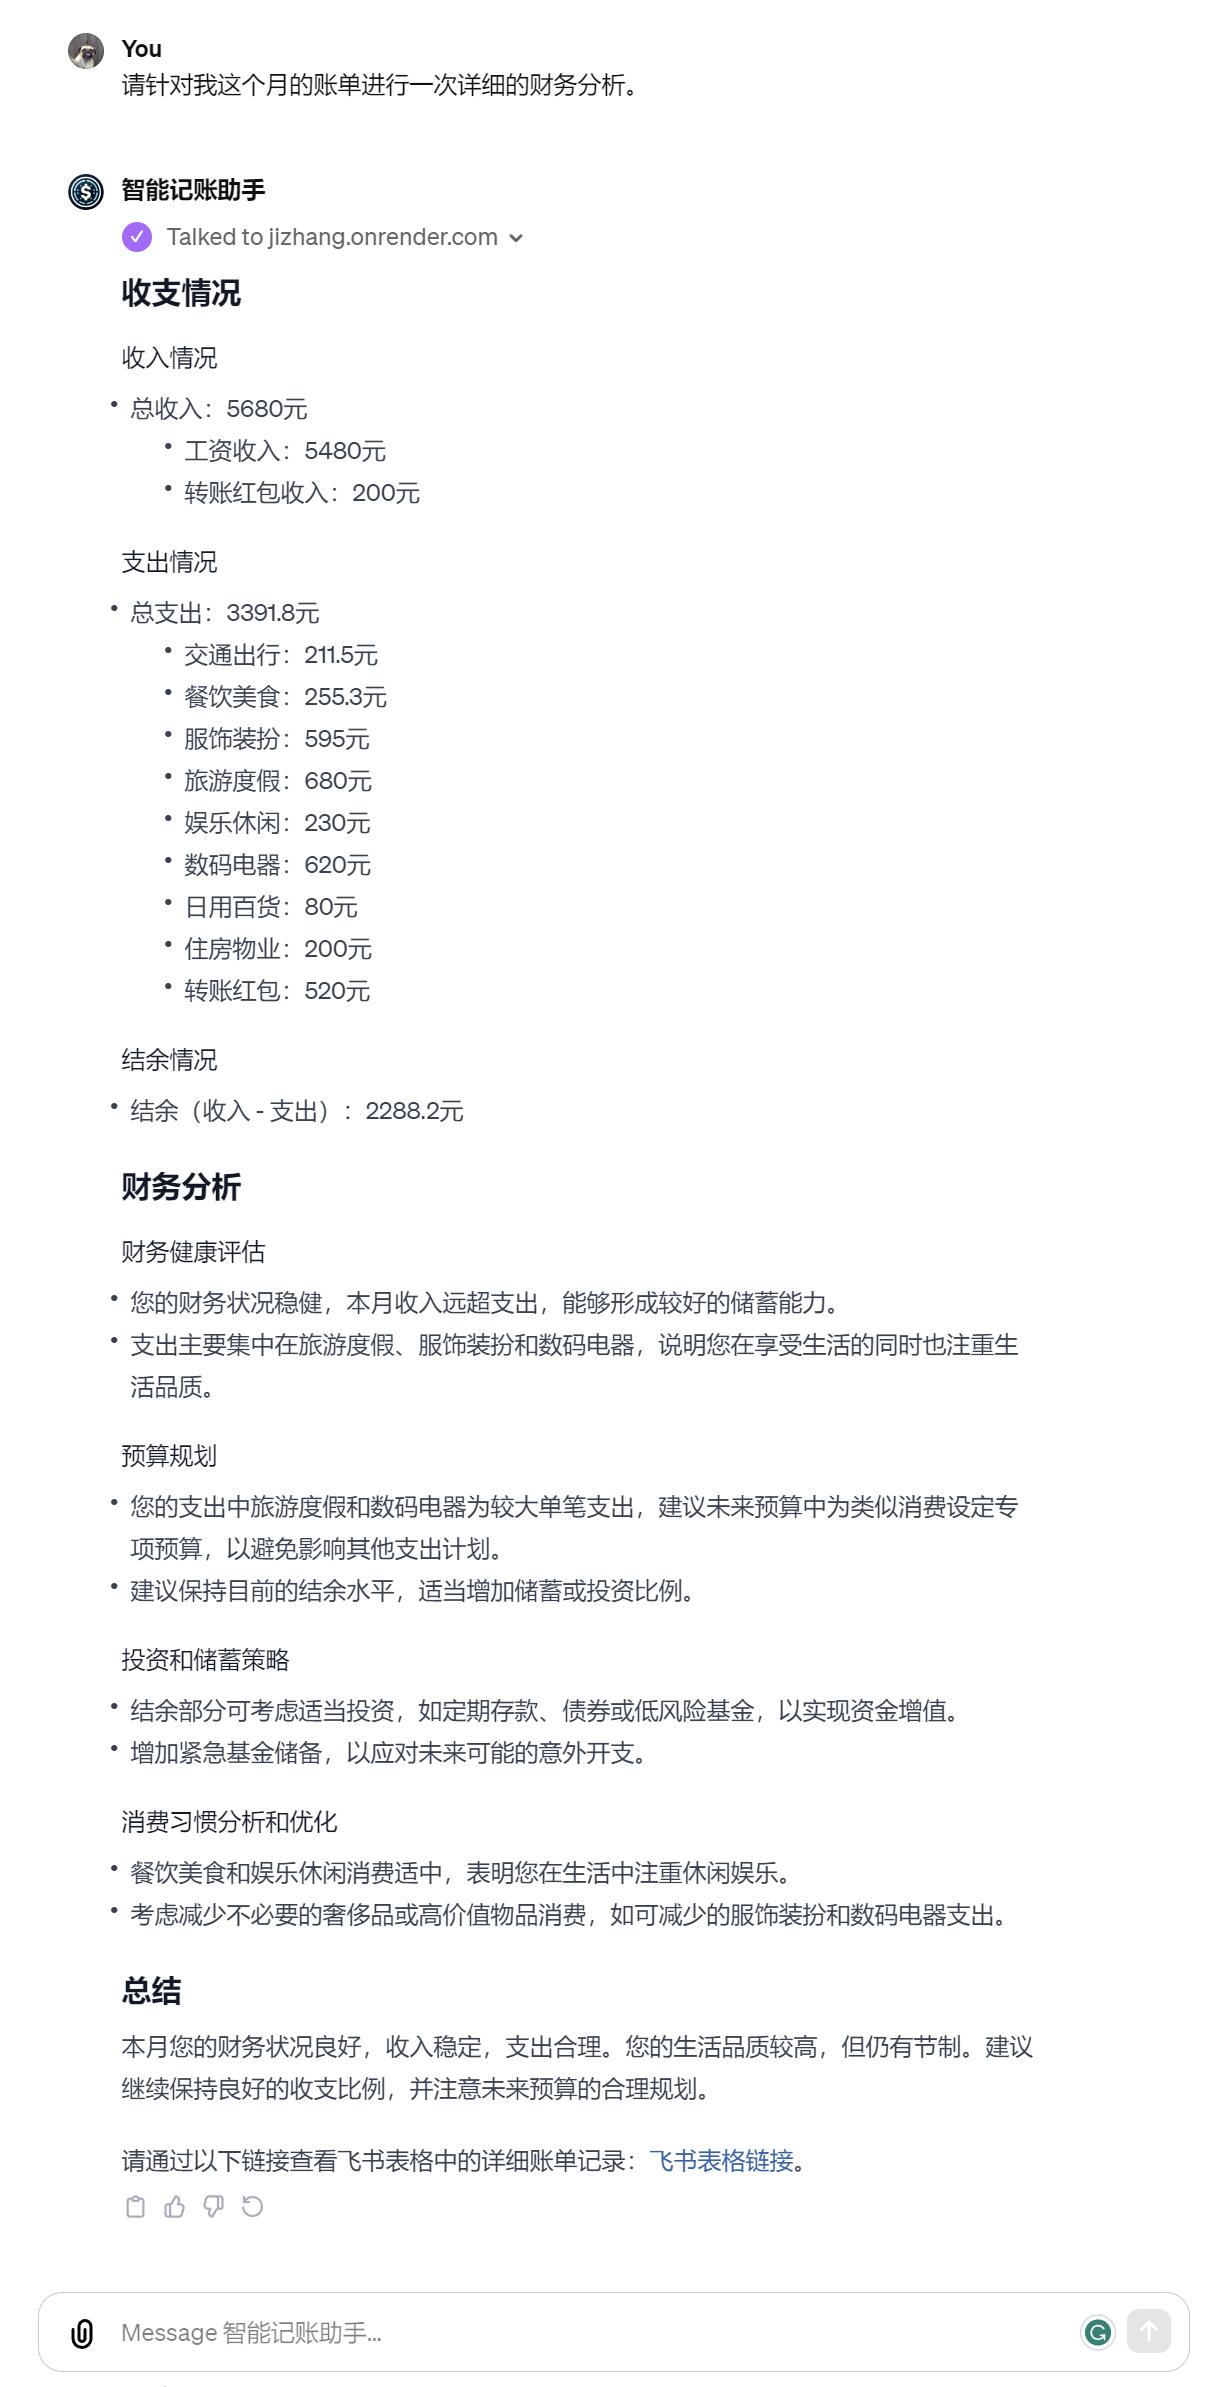 You
请针对我这个月的账单进行一次详细的财务分析。
智能记账助手
Talked to jizhang.onrender.com
收支情况
收入情况
• 总收入：5680元
• 工资收入：5480元
• 转账红包收入：200元
支出情况
• 总支出：3391.8元
• 交通出行：211.5元
• 餐饮美食：255.3元
• 服饰装扮：595元
• 旅游度假：680元
• 娱乐休闲：230元
• 数码电器：620元
• 日用百货：80元
• 住房物业：200元
• 转账红包：520元
结余情况
• 结余（收入 - 支出）：2288.2元
财务分析
财务健康评估
• 您的财务状况稳健，本月收入远超支出，能够形成较好的储蓄能力。
• 支出主要集中在旅游度假、服饰装扮和数码电器，说明您在享受生活的同时也注重生
活品质。
预算规划
• 您的支出中旅游度假和数码电器为较大单笔支出，建议未来预算中为类似消费设定专
项预算，以避免影响其他支出计划。
• 建议保持目前的结余水平，适当增加储蓄或投资比例。
投资和储蓄策略
• 结余部分可考虑适当投资，如定期存款、债券或低风险基金，以实现资金增值。
• 增加紧急基金储备，以应对未来可能的意外开支。
消费习惯分析和优化
• 餐饮美食和娱乐休闲消费适中，表明您在生活中注重休闲娱乐。
• 考虑减少不必要的奢侈品或高价值物品消费，如可减少的服饰装扮和数码电器支出。
总结
本月您的财务状况良好，收入稳定，支出合理。您的生活品质较高，但仍有节制。建议
继续保持良好的收支比例，并注意未来预算的合理规划。
请通过以下链接查看飞书表格中的详细账单记录：飞书表格链接。
Message 智能记账助手...